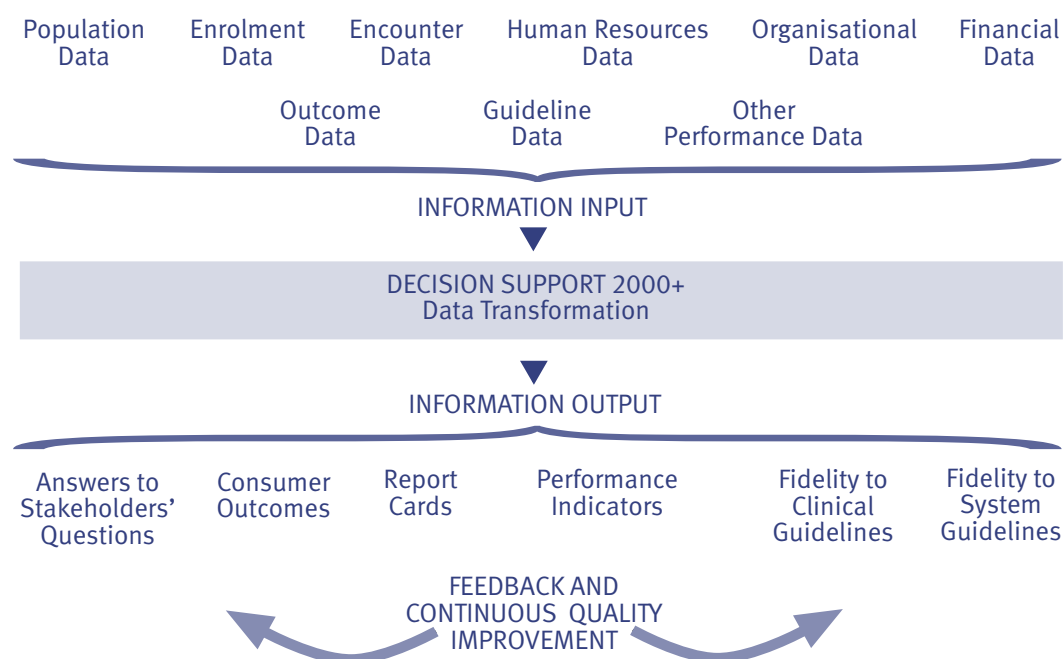 Population Data
Enrolment Data
Encounter Data
Human Resources Data
Organisational Data
Financial Data
Outcome Data
Guideline Data
Other Performance Data
INFORMATION INPUT
DECISION SUPPORT 2000+
Data Transformation
INFORMATION OUTPUT
Answers to Stakeholders' Questions
Consumer Outcomes
Report Cards
Performance Indicators
Fidelity to Clinical Guidelines
Fidelity to System Guidelines
FEEDBACK AND
CONTINUOUS QUALITY
IMPROVEMENT